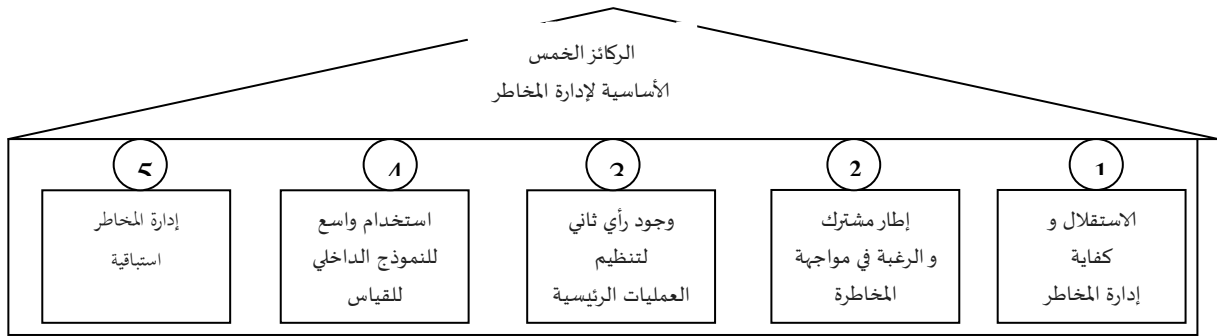 الركائز الخمس
الأساسية لإدارة المخاطر
1
الاستقلال و
كفاية
إدارة المخاطر
2
إطار مشترك
و الرغبة في مواجهة
المخاطرة
3
وجود رأي ثاني
لتنظيم
العمليات الرئيسية
4
استخدام واسع
للنموذج الداخلي
للقياس
5
إدارة المخاطر
استباقية